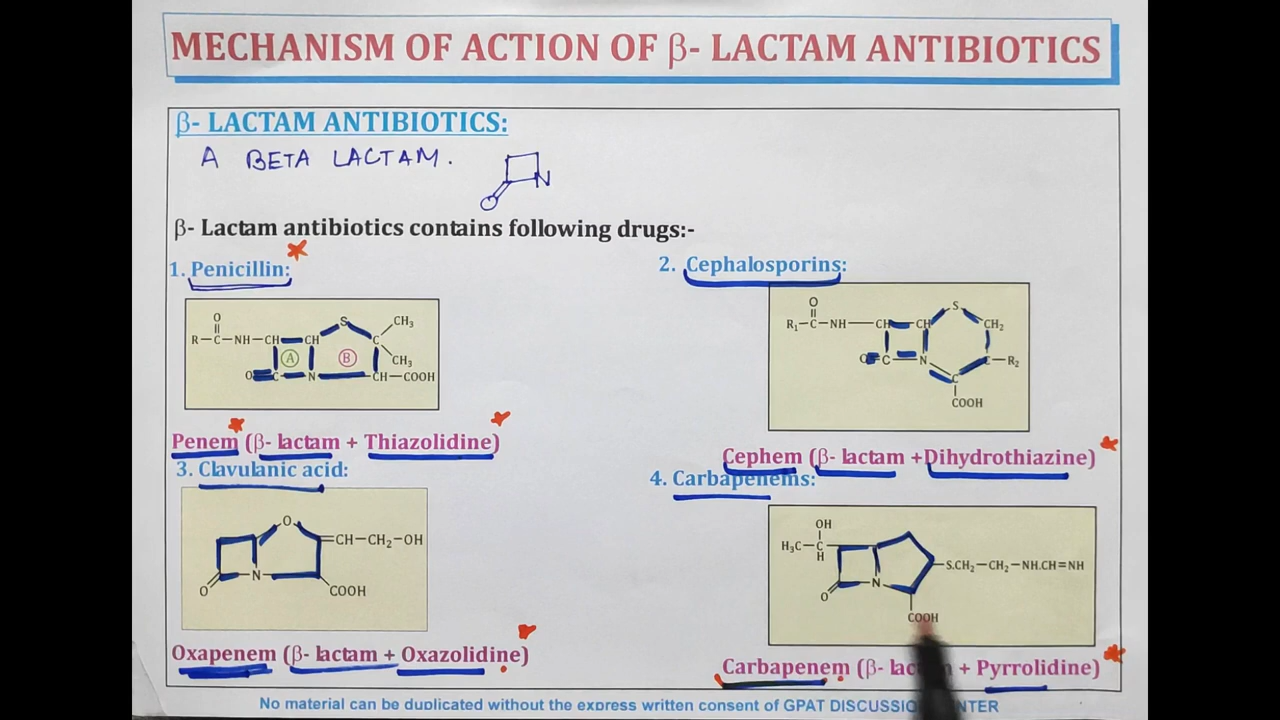 MECHANISM OF ACTION OF β- LACTAM ANTIBIOTICS
β- LACTAM ANTIBIOTICS:
A BETA LACTAM.
N
O
β- Lactam antibiotics contains following drugs:-
1. Penicillin:
O
S
CH3
R–C–NH–CH
CH
C
A
B
CH3
O
C
N
CH–COOH
Penem (β- lactam + Thiazolidine)
2. Cephalosporins:
O
S
R1–C–NH
CH
CH
CH2
O
C
N
C–R2
C
COOH
Cephem (β- lactam +Dihydrothiazine)
3. Clavulanic acid:
O
=CH–CH2–OH
N
O
COOH
Oxapenem (β- lactam + Oxazolidine)
4. Carbapenems:
OH
H3C–C
H
S.CH2–CH2–NH.CH=NH
N
O
COOH
Carbapenem (β- + Pyrrolidine)
No material can be duplicated without the express written consent of GPAT